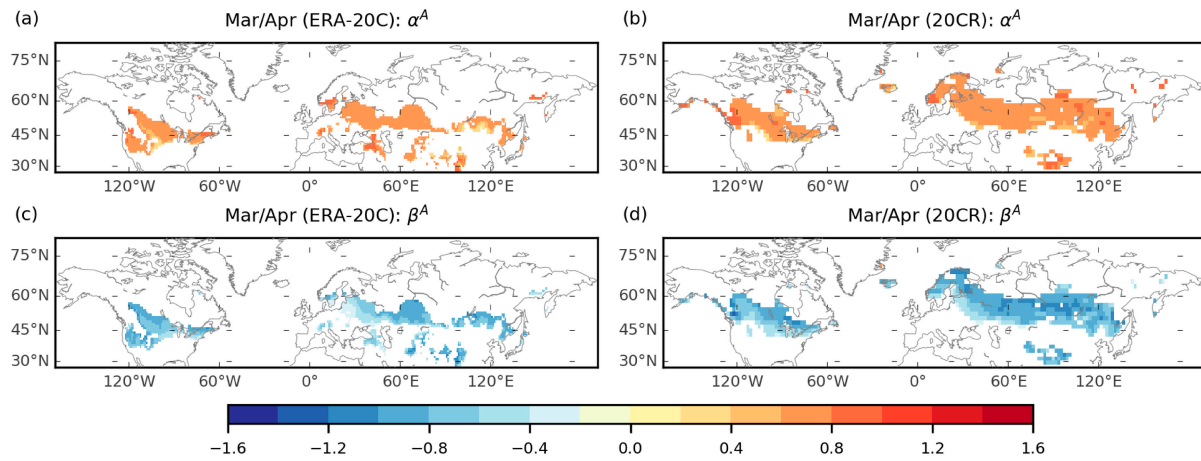 (a) Mar/Apr (ERA-20C): α^A
(b) Mar/Apr (20CR): α^A
75°N 75°N
60°N 60°N
45°N 45°N
30°N 30°N
120°W 60°W 0° 60°E 120°E 120°W 60°W 0° 60°E 120°E
(c) Mar/Apr (ERA-20C): β^A
(d) Mar/Apr (20CR): β^A
75°N 75°N
60°N 60°N
45°N 45°N
30°N 30°N
120°W 60°W 0° 60°E 120°E 120°W 60°W 0° 60°E 120°E
−1.6 −1.2 −0.8 −0.4 0.0 0.4 0.8 1.2 1.6